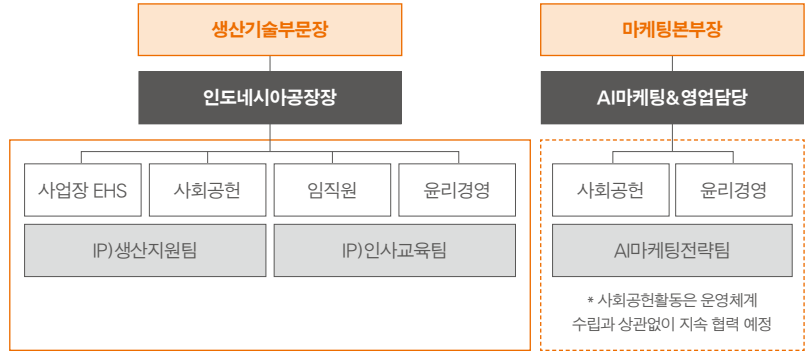 생산기술부문장
인도네시아공장장
사업장 EHS
사회공헌
임직원
윤리경영
IP)생산지원팀
IP)인사교육팀
마케팅본부장
AI마케팅&영업담당
사회공헌
윤리경영
AI마케팅전략팀
* 사회공헌활동은 운영체계
수립과 상관없이 지속 협력 예정